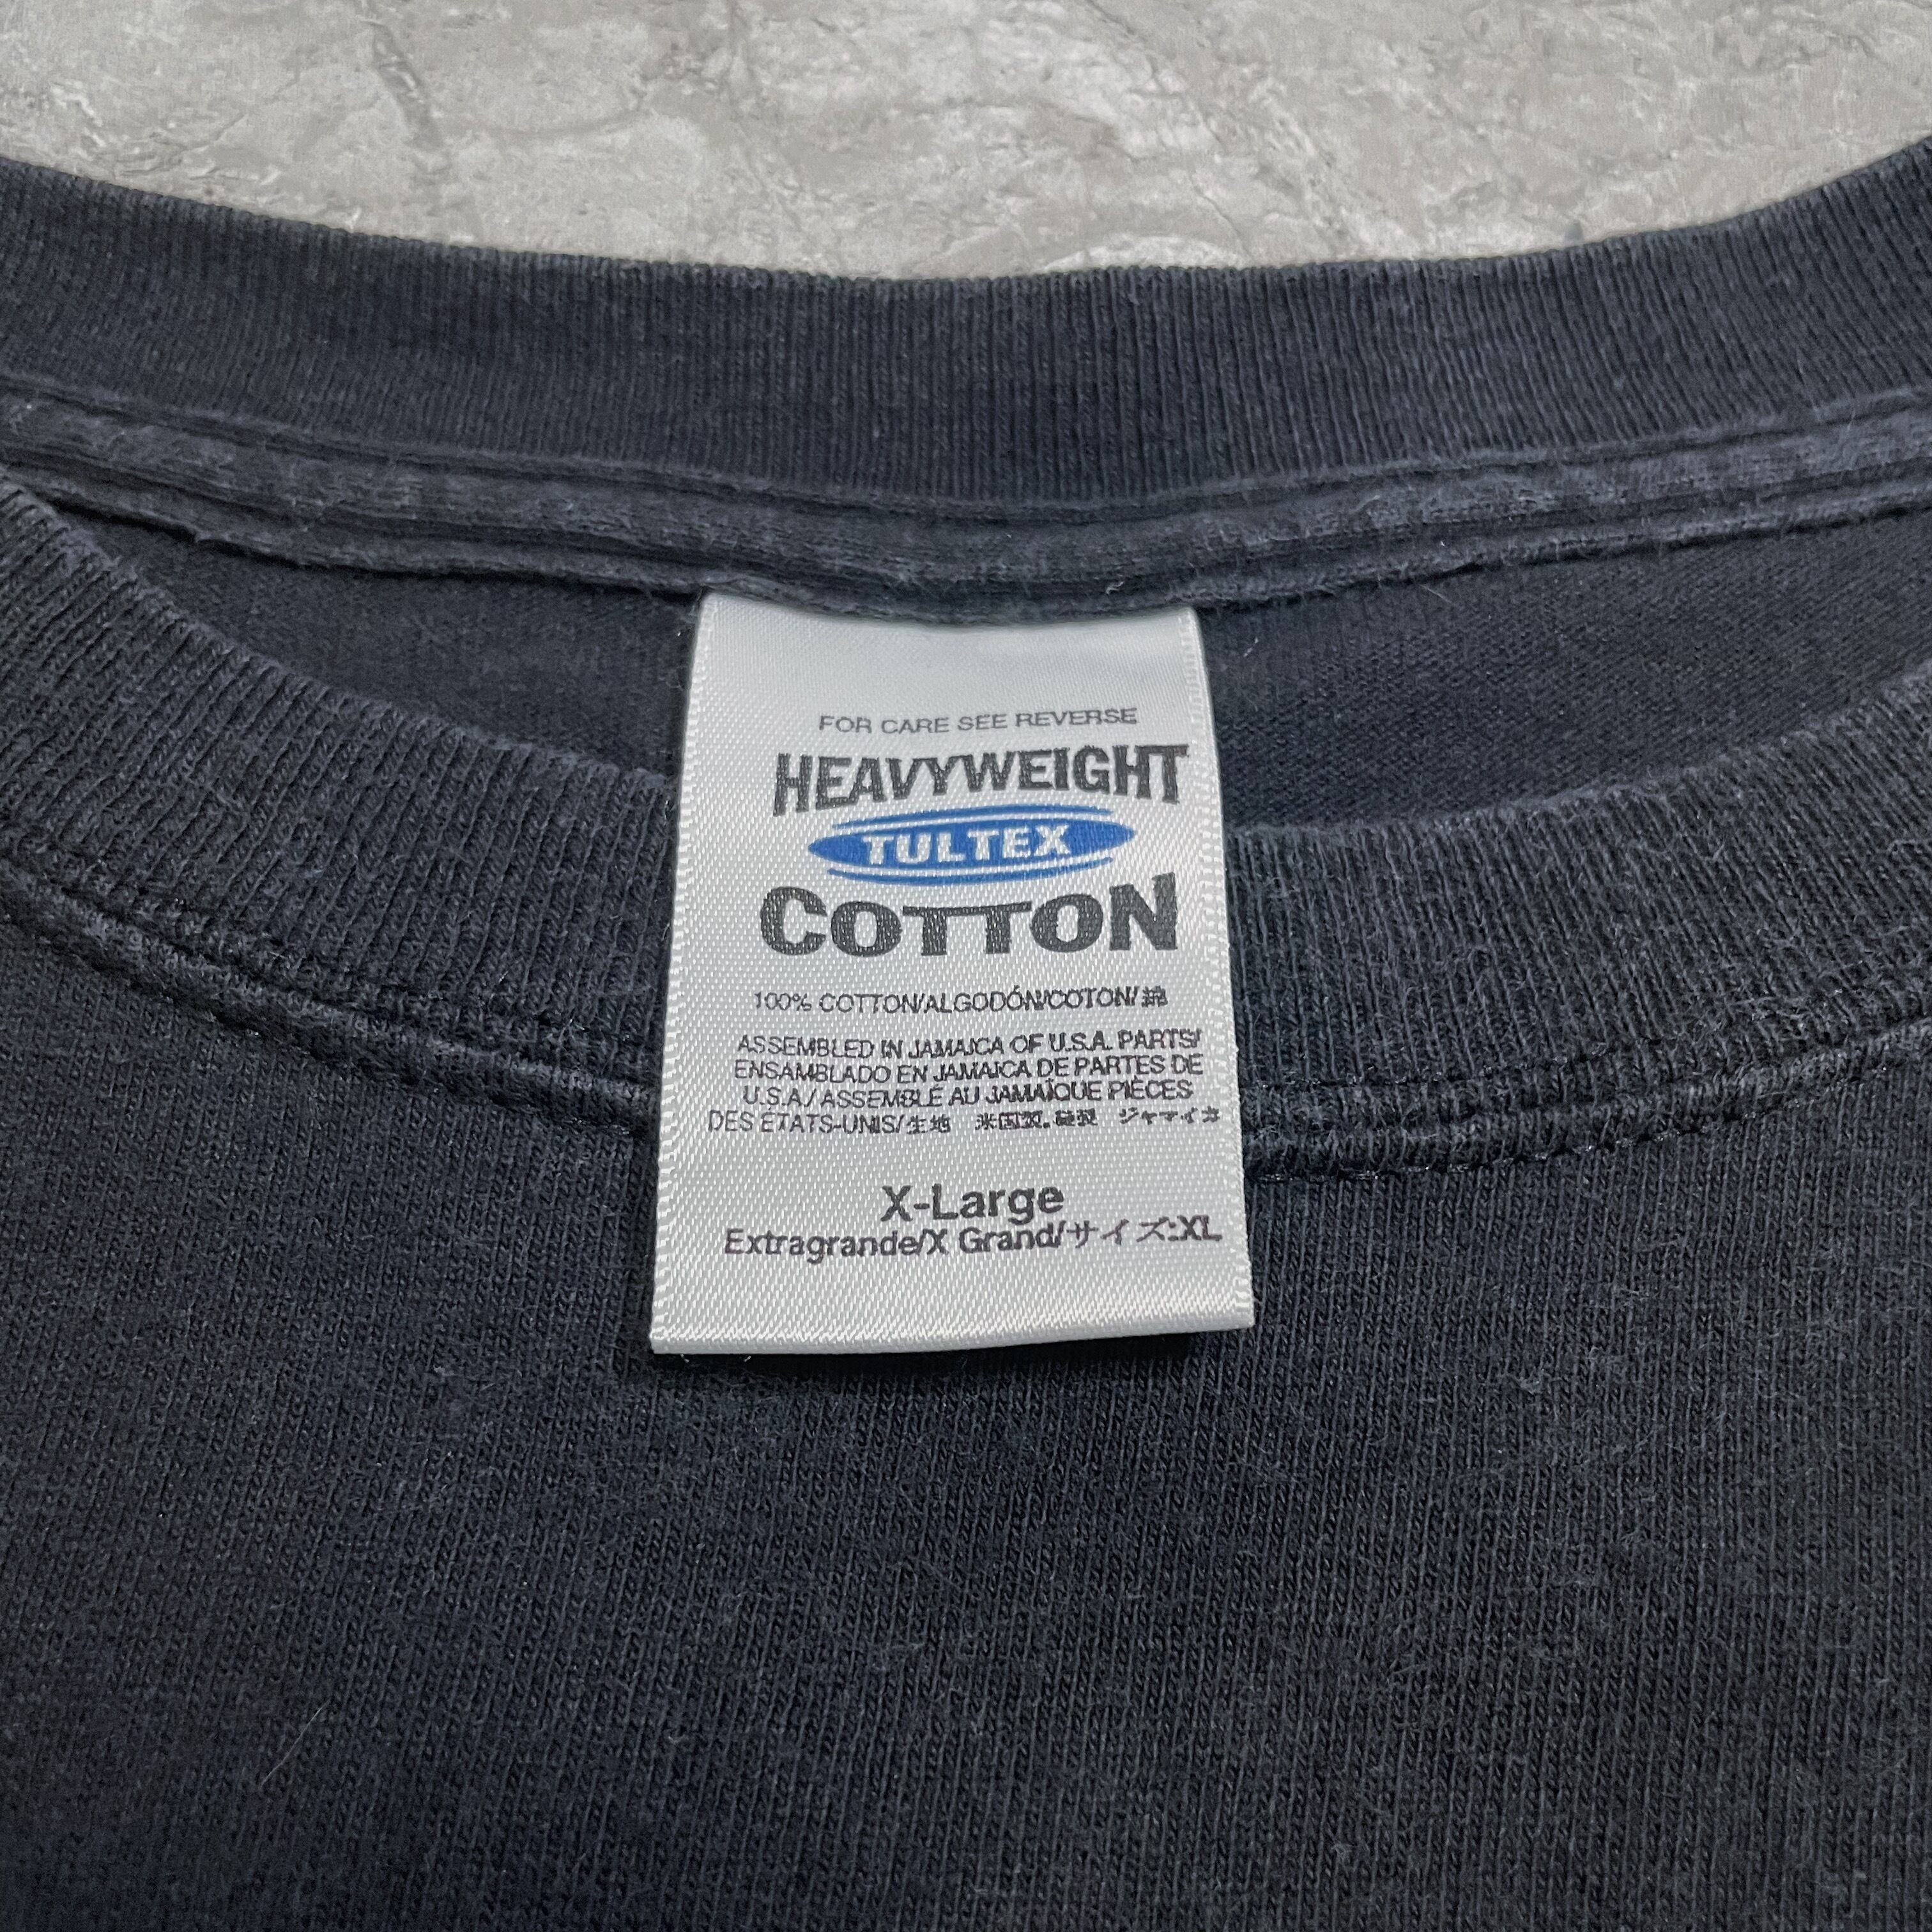 FOR CARE SEE REVERSE
HEAVYWEIGHT
TULTEX
COTTON
100% COTTON/ALGODÓN/COTON/綿
ASSEMBLED IN JAMAICA OF U.S.A. PARTS/
ENSAMBLADO EN JAMAICA DE PARTES DE
U.S.A./ASSEMBLÉ AU JAMAÏQUE PIÈCES
DES ÉTATS-UNIS/生地 米国製. 縫製 ジャマイカ
X-Large
Extragrande/X Grand/サイズ:XL